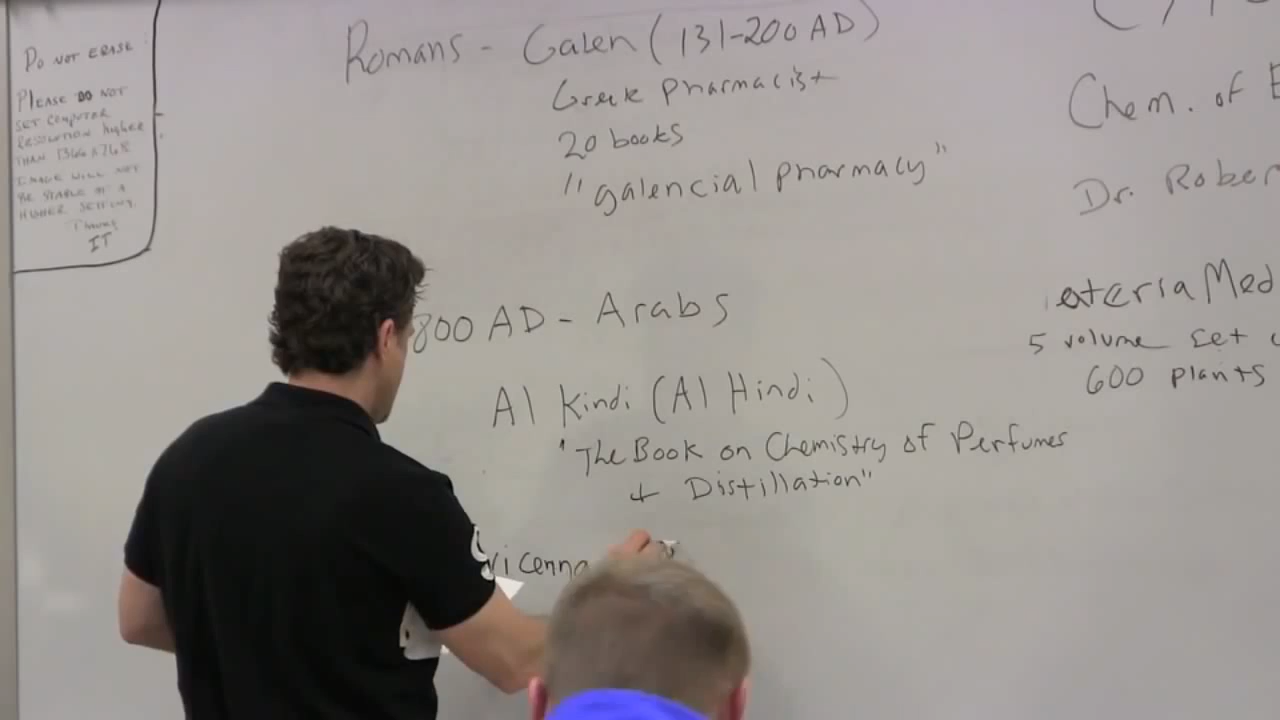 DO NOT ERASE
PLEASE DO NOT
SET COMPUTER
RESOLUTION higher
THAN 1366x768
IMAGE WILL NOT
BE STABLE AT A
HIGHER SETTING.
Thanks
IT
Romans - Galen (131-200 AD)
Greek pharmacist
20 books
"galencial pharmacy"
800 AD - Arabs
Al Kindi (Al Hindi)
"The Book on Chemistry of Perfumes
+ Distillation"
vicenna
Chem. of E
Dr. Rober
ateria Med
5 volume set
600 plants